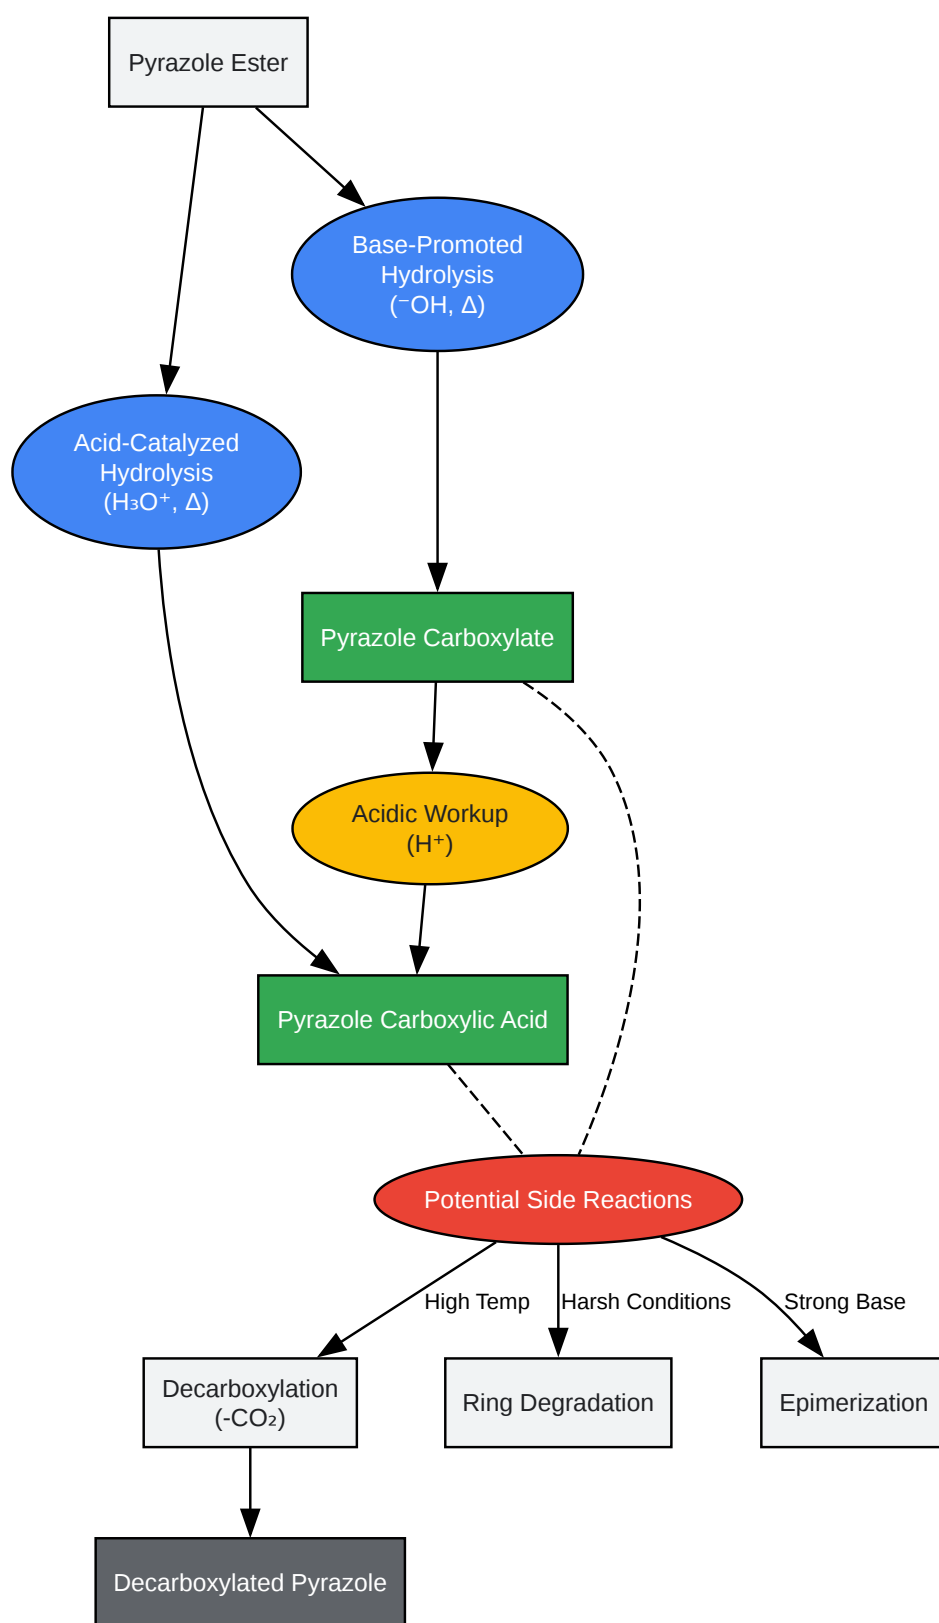 Pyrazole Ester
Base-Promoted
Hydrolysis
(⁻OH, Δ)
Acid-Catalyzed
Hydrolysis
(H₃O⁺, Δ)
Pyrazole Carboxylate
Acidic Workup
(H⁺)
Pyrazole Carboxylic Acid
Potential Side Reactions
High Temp
Harsh Conditions
Strong Base
Decarboxylation
(-CO₂)
Ring Degradation
Epimerization
Decarboxylated Pyrazole